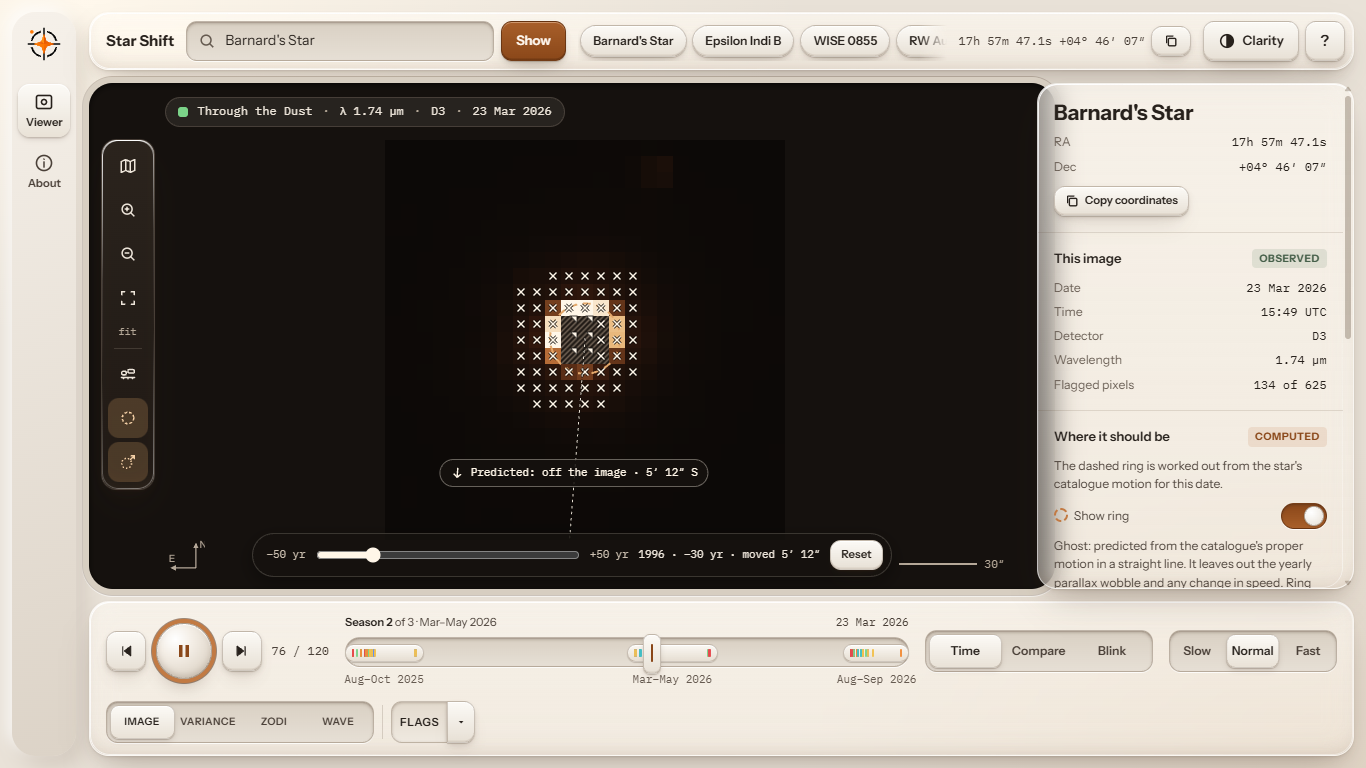 Star Shift
Barnard's Star
Show
Barnard's Star
Epsilon Indi B
WISE 0855
RW
17h 57m 47.1s +04° 46′ 07″
Clarity
?
Viewer
About
Through the Dust · λ 1.74 µm · D3 · 23 Mar 2026
fit
Predicted: off the image · 5′ 12″ S
E
N
−50 yr
+50 yr
1996 · −30 yr · moved 5′ 12″
Reset
30″
Barnard's Star
RA 17h 57m 47.1s
Dec +04° 46′ 07″
Copy coordinates
This image OBSERVED
Date 23 Mar 2026
Time 15:49 UTC
Detector D3
Wavelength 1.74 µm
Flagged pixels 134 of 625
Where it should be COMPUTED
The dashed ring is worked out from the star's
catalogue motion for this date.
Show ring
Ghost: predicted from the catalogue's proper
motion in a straight line. It leaves out the yearly
parallax wobble and any change in speed. Ring
76 / 120
Season 2 of 3 · Mar–May 2026
23 Mar 2026
Aug–Oct 2025
Mar–May 2026
Aug–Sep 2026
Time
Compare
Blink
Slow
Normal
Fast
IMAGE
VARIANCE
ZODI
WAVE
FLAGS